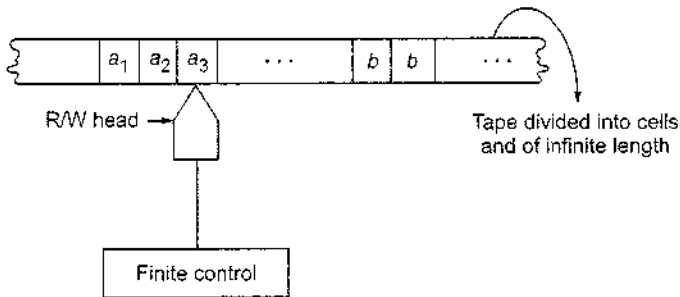 a1 a2 a3 ... b b ...
R/W head
Tape divided into cells
and of infinite length
Finite control